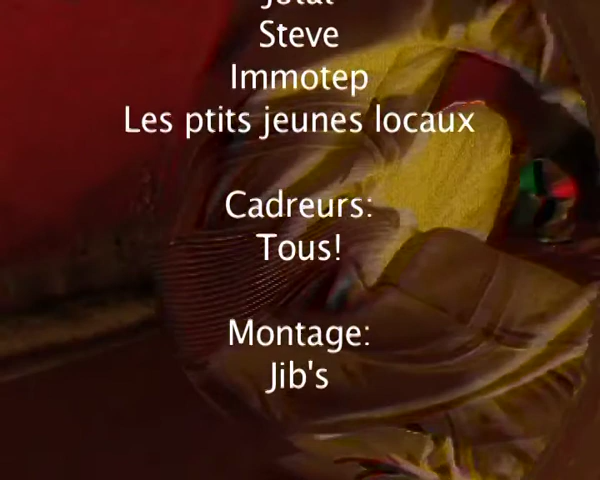 Steve
Immotep
Les ptits jeunes locaux
Cadreurs:
Tous!
Montage:
Jib's